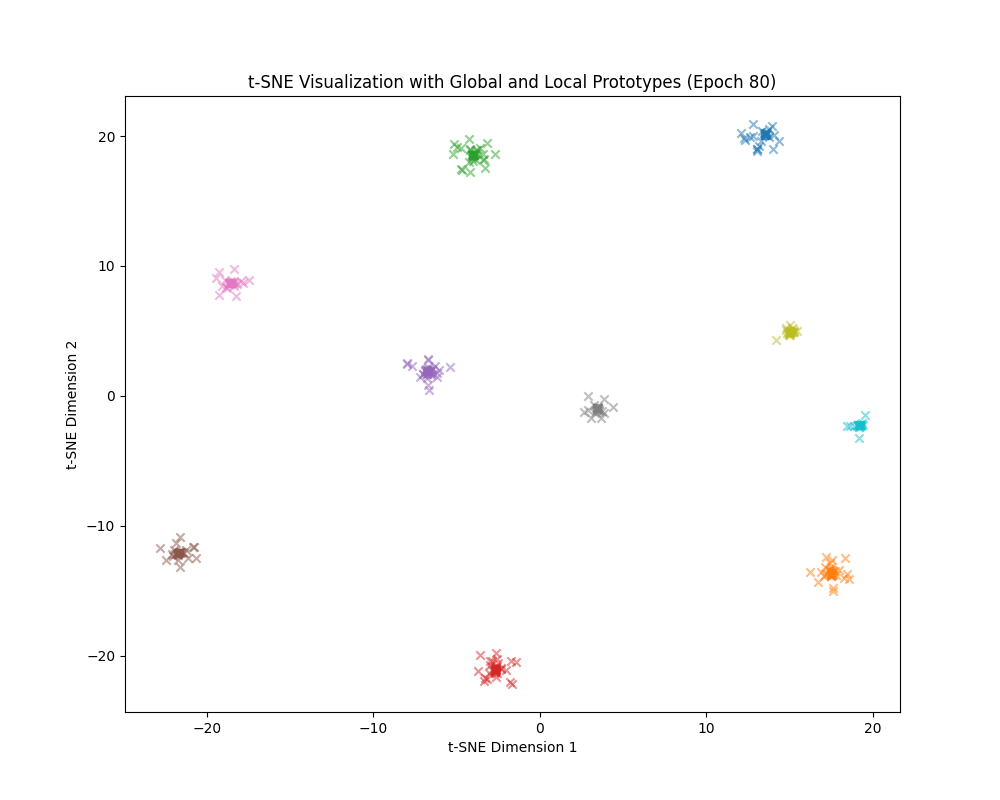 t-SNE Visualization with Global and Local Prototypes (Epoch 80)
20
10
0
−10
−20
t-SNE Dimension 2
−20 −10 0 10 20
t-SNE Dimension 1